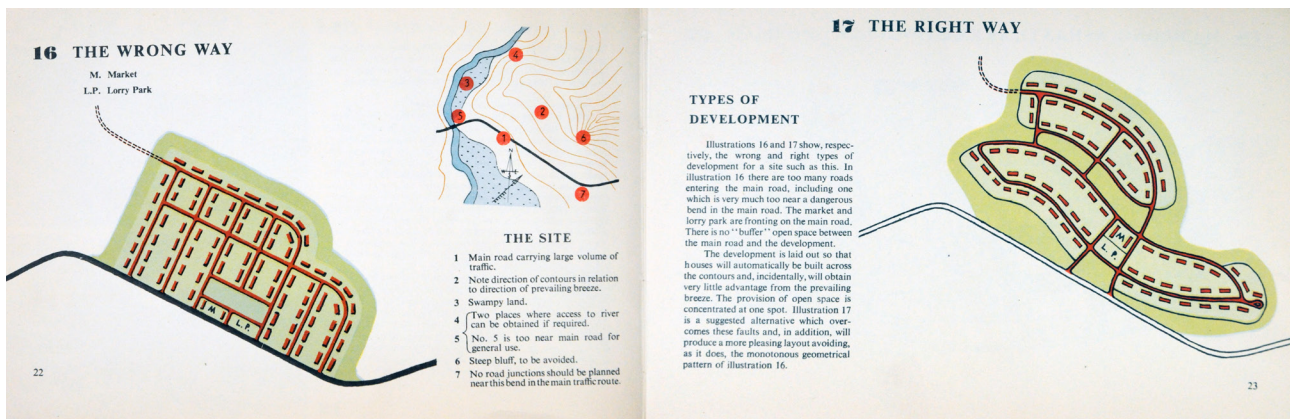 16 THE WRONG WAY
M. Market
L.P. Lorry Park
3
4
2
5
1
6
N
7
M
L.P.
THE SITE
1 Main road carrying large volume of
traffic.
2 Note direction of contours in relation
to direction of prevailing breeze.
3 Swampy land.
4 Two places where access to river
can be obtained if required.
5 No. 5 is too near main road for
general use.
6 Steep bluff, to be avoided.
7 No road junctions should be planned
near this bend in the main traffic route.
22
17 THE RIGHT WAY
TYPES OF
DEVELOPMENT
Illustrations 16 and 17 show, respec-
tively, the wrong and right types of
development for a site such as this. In
illustration 16 there are too many roads
entering the main road, including one
which is very much too near a dangerous
bend in the main road. The market and
lorry park are fronting on the main road.
There is no "buffer" open space between
the main road and the development.
The development is laid out so that
houses will automatically be built across
the contours and, incidentally, will obtain
very little advantage from the prevailing
breeze. The provision of open space is
concentrated at one spot. Illustration 17
is a suggested alternative which over-
comes these faults and, in addition, will
produce a more pleasing layout avoiding,
as it does, the monotonous geometrical
pattern of illustration 16.
M
L.P.
23